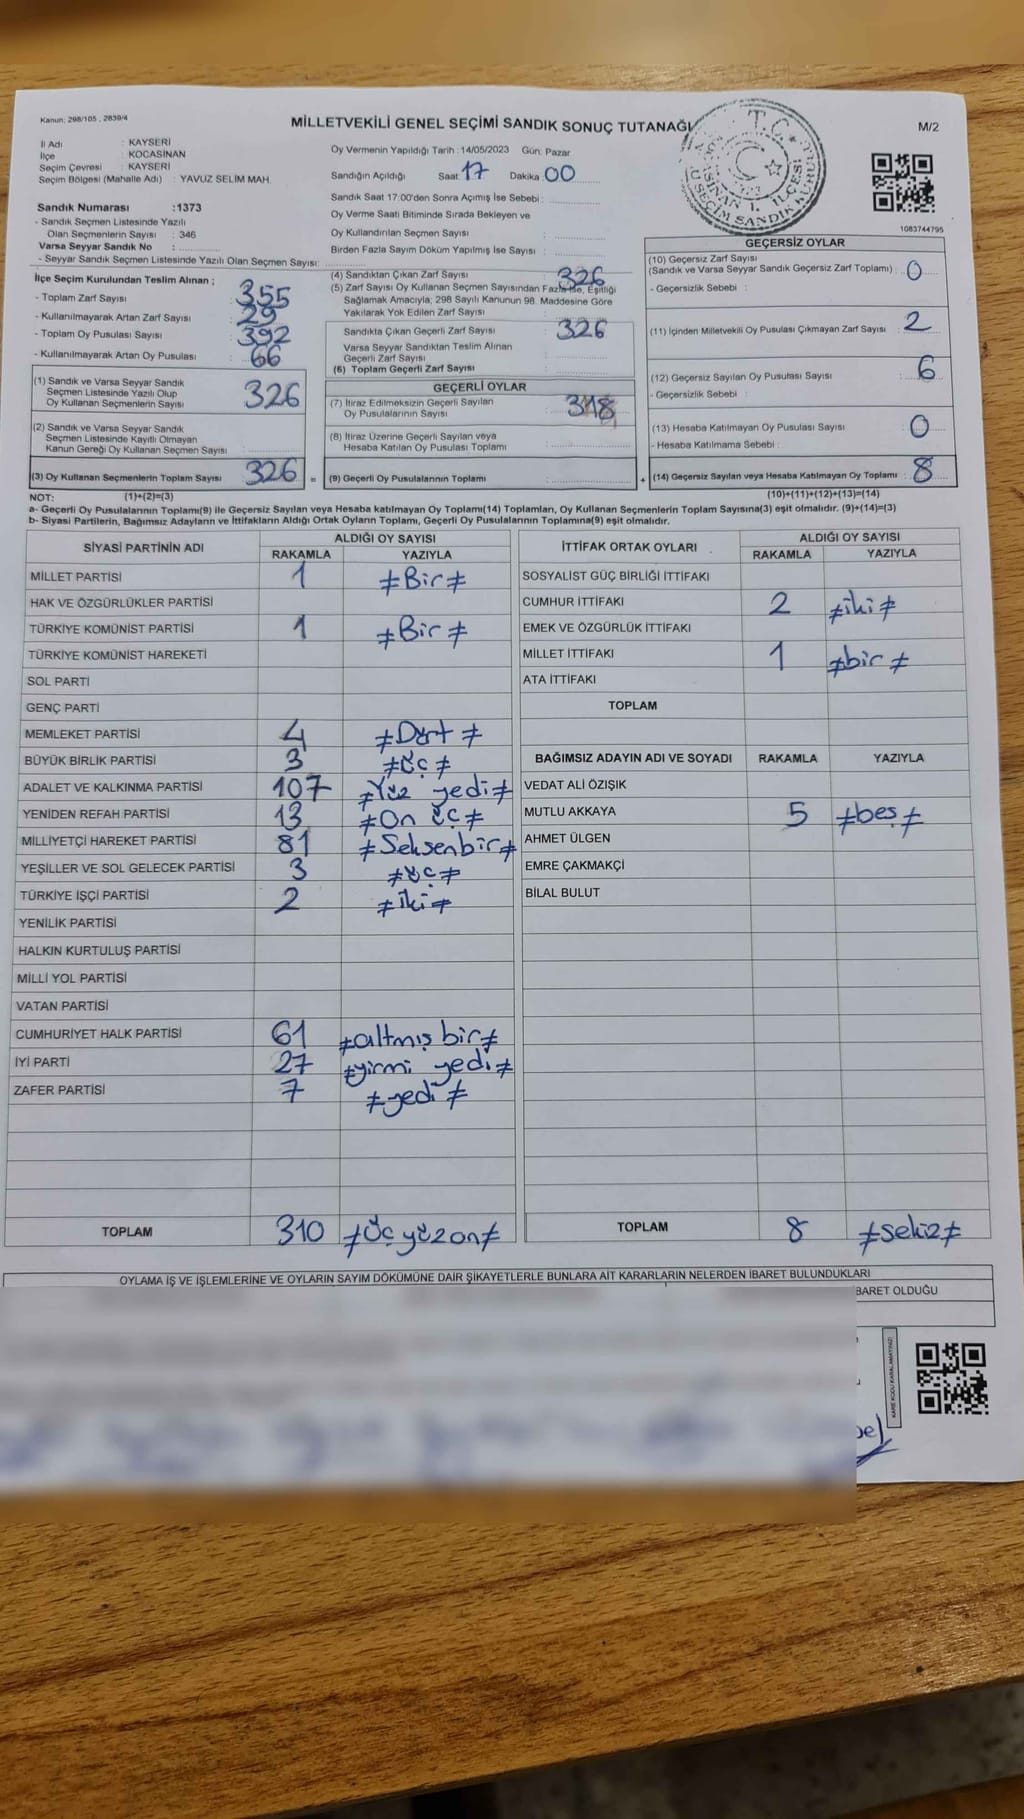 Kanun; 298/105 , 2839/4
MİLLETVEKİLİ GENEL SEÇİMİ SANDIK SONUÇ TUTANAĞI
M/2
İl Adı : KAYSERİ
İlçe : KOCASİNAN
Seçim Çevresi : KAYSERİ
Seçim Bölgesi (Mahalle Adı) : YAVUZ SELİM MAH.
Sandık Numarası :1373
- Sandık Seçmen Listesinde Yazılı
Olan Seçmenlerin Sayısı : 346
Varsa Seyyar Sandık No :
- Seyyar Sandık Seçmen Listesinde Yazılı Olan Seçmen Sayısı:
Oy Vermenin Yapıldığı Tarih : 14/05/2023 Gün: Pazar
Sandığın Açıldığı Saat: 17 Dakika: 00
Sandık Saat 17:00'den Sonra Açımış İse Sebebi :
Oy Verme Saati Bitiminde Sırada Bekleyen ve
Oy Kullandırılan Seçmen Sayısı :
Birden Fazla Sayım Döküm Yapılmış İse Sayısı :
T.C.
1083744795
İlçe Seçim Kurulundan Teslim Alınan ;
- Toplam Zarf Sayısı : 355
- Kullanılmayarak Artan Zarf Sayısı : 29
- Toplam Oy Pusulası Sayısı : 392
- Kullanılmayarak Artan Oy Pusulası : 66
(1) Sandık ve Varsa Seyyar Sandık
Seçmen Listesinde Yazılı Olup
Oy Kullanan Seçmenlerin Sayısı : 326
(2) Sandık ve Varsa Seyyar Sandık
Seçmen Listesinde Kayıtlı Olmayan
Kanun Gereği Oy Kullanan Seçmen Sayısı :
(3) Oy Kullanan Seçmenlerin Toplam Sayısı : 326
(4) Sandıktan Çıkan Zarf Sayısı : 326
(5) Zarf Sayısı Oy Kullanan Seçmen Sayısından Fazla İse, Eşitliği
Sağlamak Amacıyla; 298 Sayılı Kanunun 98. Maddesine Göre
Yakılarak Yok Edilen Zarf Sayısı :
Sandıkta Çıkan Geçerli Zarf Sayısı : 326
Varsa Seyyar Sandıktan Teslim Alınan
Geçerli Zarf Sayısı :
(6) Toplam Geçerli Zarf Sayısı :
GEÇERLİ OYLAR
(7) İtiraz Edilmeksizin Geçerli Sayılan
Oy Pusulalarının Sayısı : 318
(8) İtiraz Üzerine Geçerli Sayılan veya
Hesaba Katılan Oy Pusulası Toplamı :
= (9) Geçerli Oy Pusulalarının Toplamı :
GEÇERSİZ OYLAR
(10) Geçersiz Zarf Sayısı
(Sandık ve Varsa Seyyar Sandık Geçersiz Zarf Toplamı) : 0
- Geçersizlik Sebebi :
(11) İçinden Milletvekili Oy Pusulası Çıkmayan Zarf Sayısı : 2
(12) Geçersiz Sayılan Oy Pusulası Sayısı : 6
- Geçersizlik Sebebi :
(13) Hesaba Katılmayan Oy Pusulası Sayısı : 0
- Hesaba Katılmama Sebebi :
+ (14) Geçersiz Sayılan veya Hesaba Katılmayan Oy Toplamı : 8
NOT: (1)+(2)=(3)
(10)+(11)+(12)+(13)=(14)
a- Geçerli Oy Pusulalarının Toplamı(9) ile Geçersiz Sayılan veya Hesaba katılmayan Oy Toplamı(14) Toplamları, Oy Kullanan Seçmenlerin Toplam Sayısına(3) eşit olmalıdır. (9)+(14)=(3)
b- Siyasi Partilerin, Bağımsız Adayların ve İttifakların Aldığı Ortak Oyların Toplamı, Geçerli Oy Pusulalarının Toplamına(9) eşit olmalıdır.
SİYASİ PARTİNİN ADI ALDIĞI OY SAYISI
RAKAMLA YAZIYLA
MİLLET PARTİSİ 1 ≠Bir≠
HAK VE ÖZGÜRLÜKLER PARTİSİ
TÜRKİYE KOMÜNİST PARTİSİ 1 ≠Bir≠
TÜRKİYE KOMÜNİST HAREKETİ
SOL PARTİ
GENÇ PARTİ
MEMLEKET PARTİSİ 4 ≠Dört≠
BÜYÜK BİRLİK PARTİSİ 3 ≠Üç≠
ADALET VE KALKINMA PARTİSİ 107 ≠Yüz yedi≠
YENİDEN REFAH PARTİSİ 13 ≠On üç≠
MİLLİYETÇİ HAREKET PARTİSİ 81 ≠Seksenbir≠
YEŞİLLER VE SOL GELECEK PARTİSİ 3 ≠üç≠
TÜRKİYE İŞÇİ PARTİSİ 2 ≠İki≠
YENİLİK PARTİSİ
HALKIN KURTULUŞ PARTİSİ
MİLLİ YOL PARTİSİ
VATAN PARTİSİ
CUMHURİYET HALK PARTİSİ 61 ≠altmış bir≠
İYİ PARTİ 27 ≠yirmi yedi≠
ZAFER PARTİSİ 7 ≠yedi≠
TOPLAM 310 ≠Üç yüz on≠
İTTİFAK ORTAK OYLARI ALDIĞI OY SAYISI
RAKAMLA YAZIYLA
SOSYALİST GÜÇ BİRLİĞİ İTTİFAKI
CUMHUR İTTİFAKI 2 ≠iki≠
EMEK VE ÖZGÜRLÜK İTTİFAKI
MİLLET İTTİFAKI 1 ≠bir≠
ATA İTTİFAKI
TOPLAM
BAĞIMSIZ ADAYIN ADI VE SOYADI RAKAMLA YAZIYLA
VEDAT ALİ ÖZIŞIK
MUTLU AKKAYA 5 ≠beş≠
AHMET ÜLGEN
EMRE ÇAKMAKÇİ
BİLAL BULUT
TOPLAM 8 ≠Sekiz≠
OYLAMA İŞ VE İŞLEMLERİNE VE OYLARIN SAYIM DÖKÜMÜNE DAİR ŞİKAYETLERLE BUNLARA AİT KARARLARIN NELERDEN İBARET BULUNDUKLARI
BARET OLDUĞU
KARE KODU KARALAMAYINIZ!